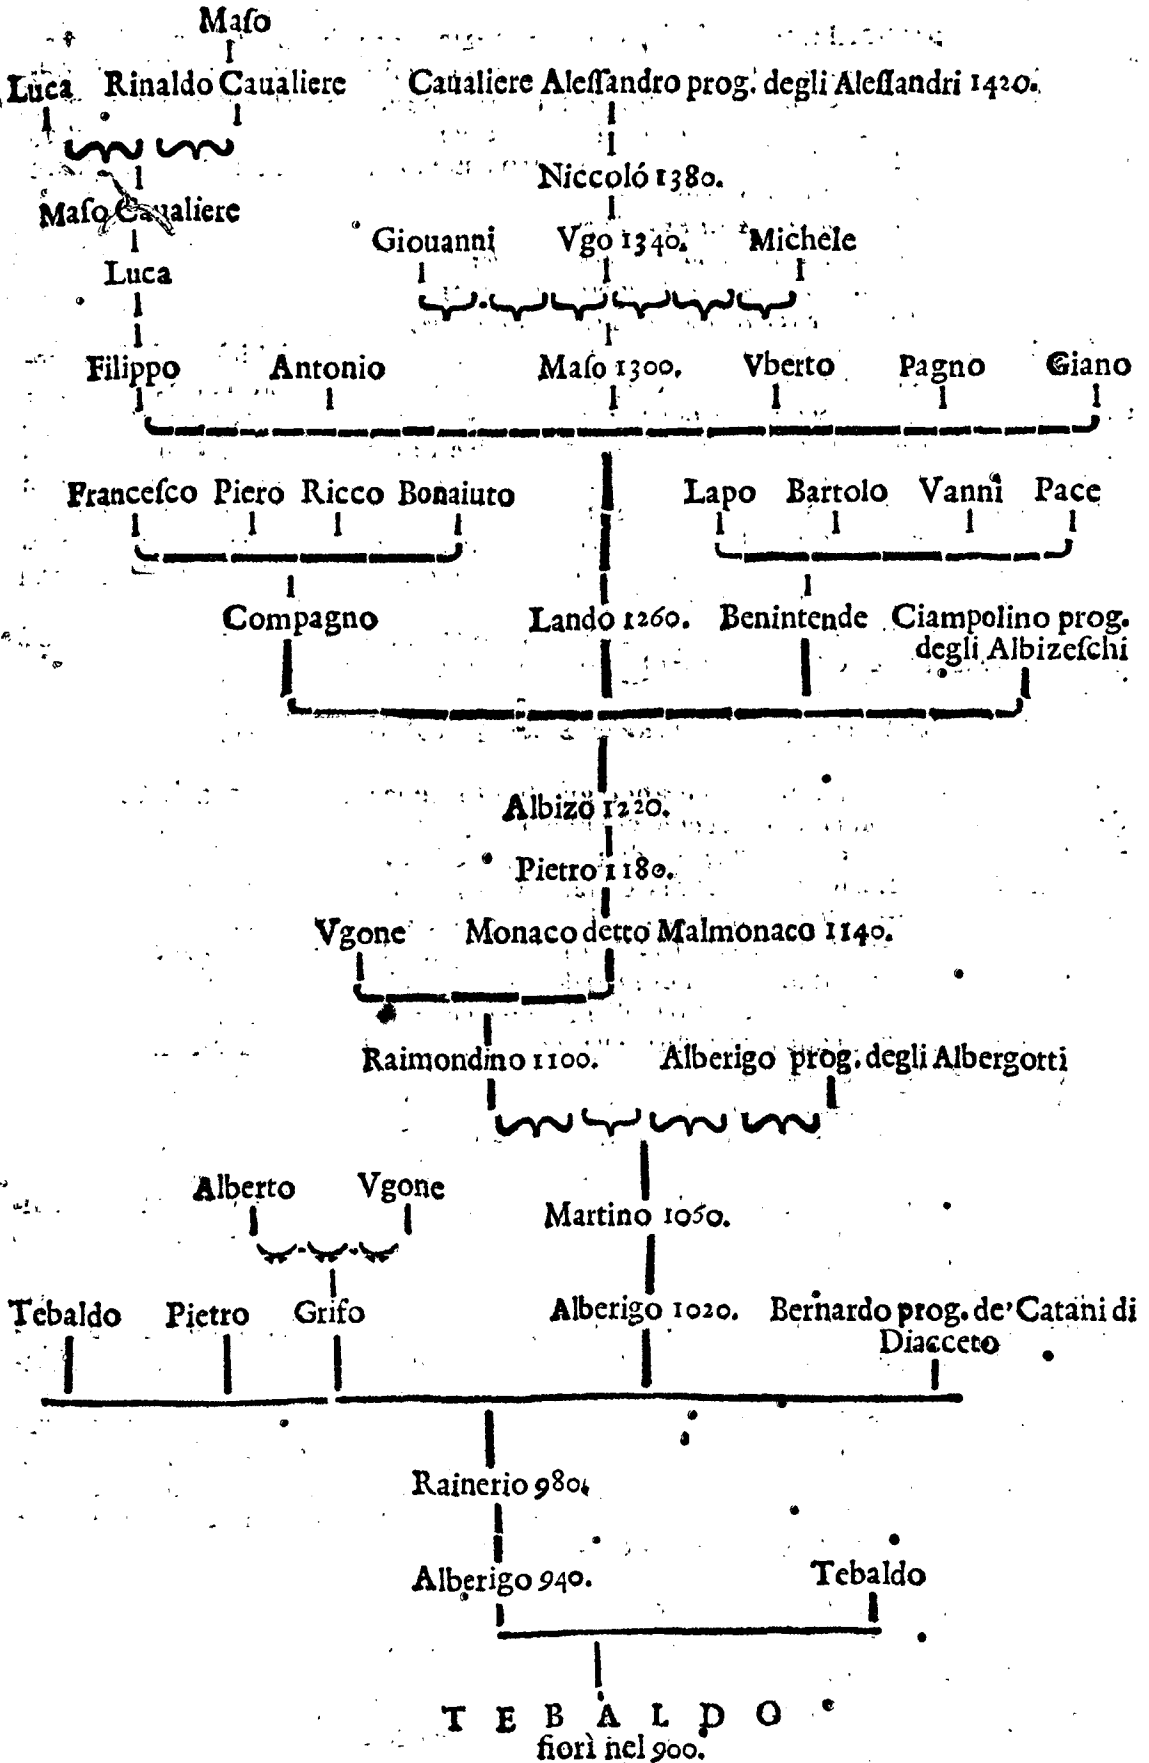 Maſo
Luca Rinaldo Caualiere Caualiere Aleſſandro prog. degli Aleſſandri 1420.
Niccoló 1380.
Maſo Caualiere
Giouanni Vgo 1340. Michele
Luca
Filippo Antonio Maſo 1300. Vberto Pagno Giano
Franceſco Piero Ricco Bonaiuto Lapo Bartolo Vanni Pace
Compagno Lando 1260. Benintende Ciampolino prog.
degli Albizeſchi
Albizo 1220.
Pietro 1180.
Vgone Monaco detto Malmonaco 1140.
Raimondino 1100. Alberigo prog. degli Albergotti
Alberto Vgone
Martino 1060.
Tebaldo Pietro Grifo Alberigo 1020. Bernardo prog. de' Catani di
Diacceto
Rainerio 980.
Alberigo 940. Tebaldo
TEBALDO
fiorì nel 900.